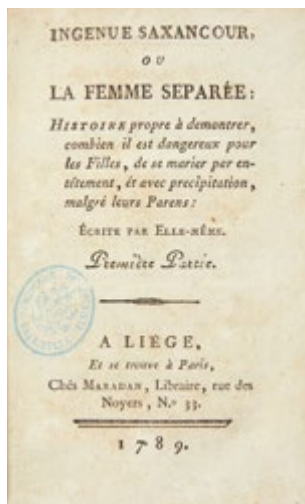 INGENUE SAXANCOUR,
OU
LA FEMME SEPARÉE:
HISTOIRE propre à demontrer,
combien il est dangereux pour
les Filles, de se marier par en-
têtement, ét avec precipitation,
malgré leurs Parens:
ÉCRITE PAR ELLE-MÊME.
Première Partie.
A LIÉGE,
Et se trouve à Paris,
Chés MARADAN, Libraire, rue des
Noyers, N.º 33.
1789.